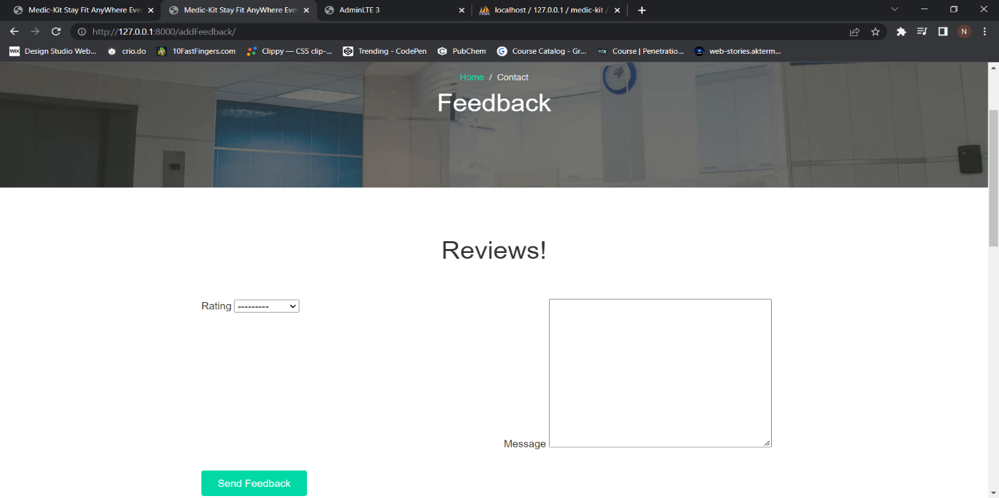 Medic-Kit Stay Fit AnyWhere Eve
Medic-Kit Stay Fit AnyWhere Eve
AdminLTE 3
localhost / 127.0.0.1 / medic-kit /
http://127.0.0.1:8000/addFeedback/
N
WIX Design Studio Web...
crio.do
10FastFingers.com
Clippy — CSS clip-...
Trending - CodePen
PubChem
G Course Catalog - Gr...
edX Course | Penetratio...
web-stories.akterm...
Home / Contact
Feedback
Reviews!
Rating ---------
Message
Send Feedback